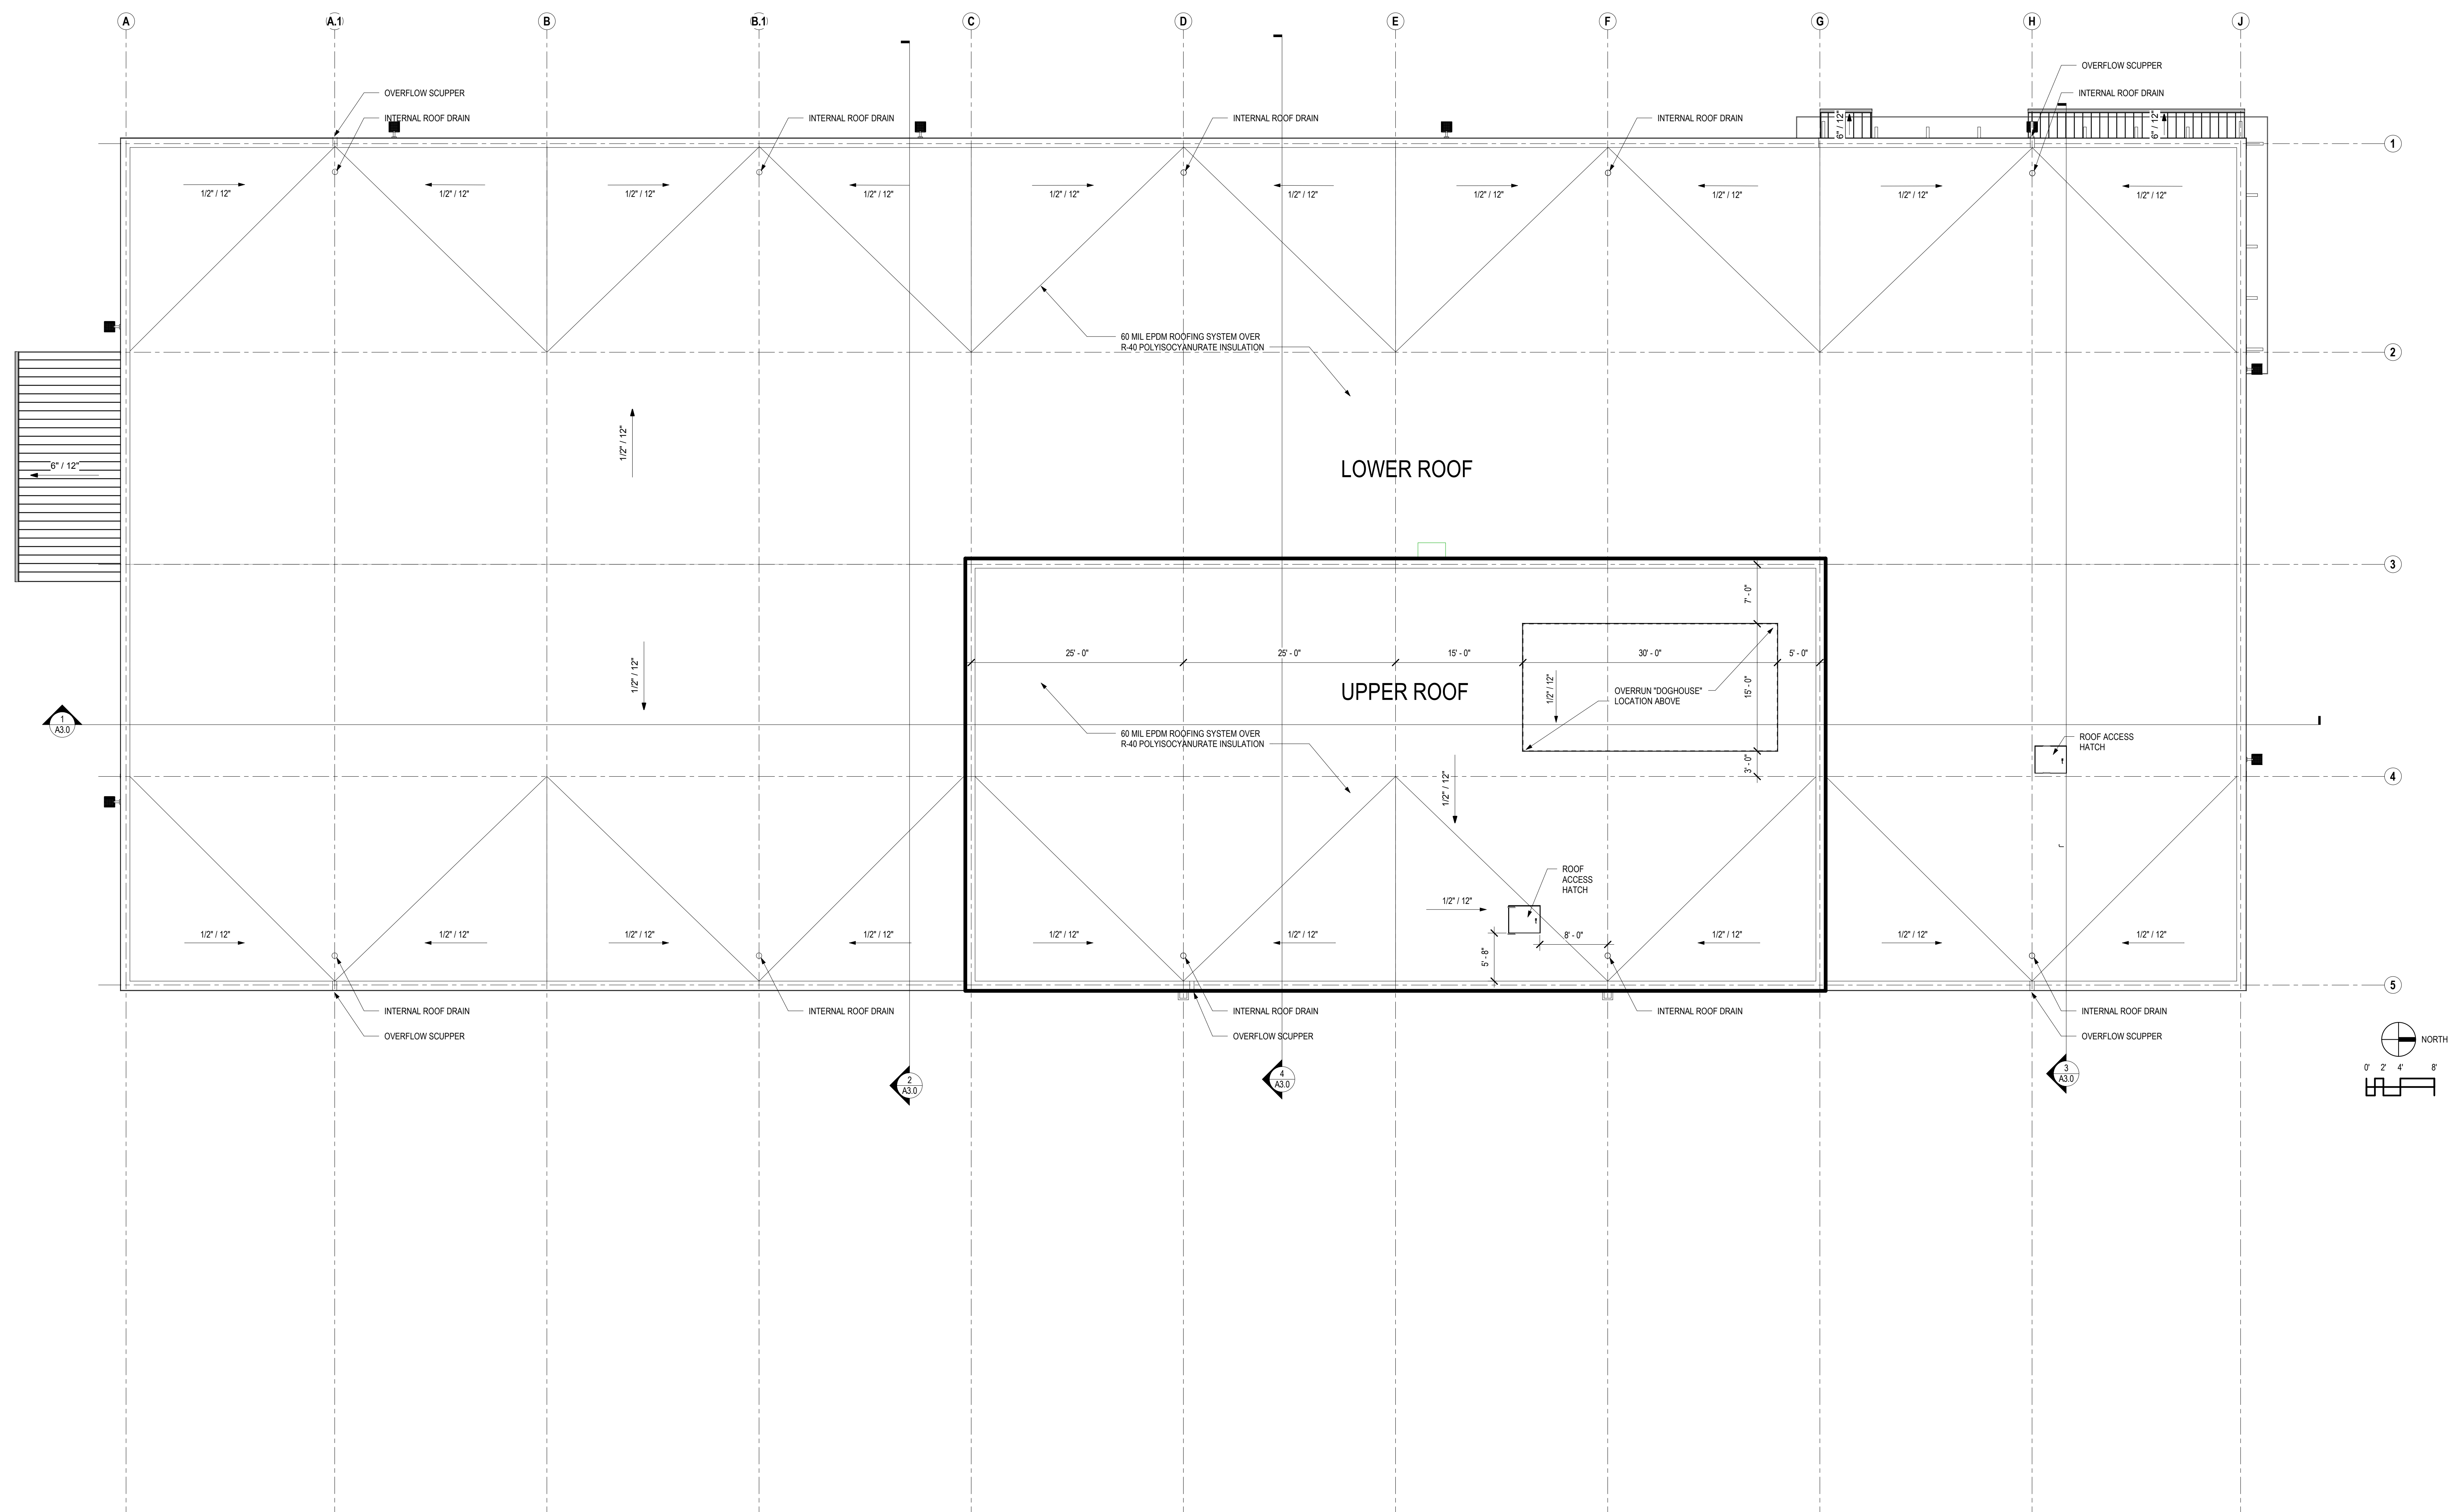 A
A.1
B
B.1
C
D
E
F
G
H
J
OVERFLOW SCUPPER
INTERNAL ROOF DRAIN
INTERNAL ROOF DRAIN
INTERNAL ROOF DRAIN
INTERNAL ROOF DRAIN
OVERFLOW SCUPPER
INTERNAL ROOF DRAIN
6" / 12"
6" / 12"
1
1/2" / 12"
1/2" / 12"
1/2" / 12"
1/2" / 12"
1/2" / 12"
1/2" / 12"
1/2" / 12"
1/2" / 12"
1/2" / 12"
1/2" / 12"
60 MIL EPDM ROOFING SYSTEM OVER
R-40 POLYISOCYANURATE INSULATION
2
1/2" / 12"
6" / 12"
LOWER ROOF
3
7' - 0"
25' - 0"
25' - 0"
15' - 0"
30' - 0"
5' - 0"
1/2" / 12"
UPPER ROOF
1/2" / 12"
OVERRUN "DOGHOUSE"
LOCATION ABOVE
15' - 0"
1
A3.0
60 MIL EPDM ROOFING SYSTEM OVER
R-40 POLYISOCYANURATE INSULATION
ROOF ACCESS
HATCH
3' - 0"
4
1/2" / 12"
ROOF
ACCESS
HATCH
1/2" / 12"
1/2" / 12"
1/2" / 12"
1/2" / 12"
1/2" / 12"
1/2" / 12"
1/2" / 12"
8' - 0"
1/2" / 12"
1/2" / 12"
1/2" / 12"
5' - 8"
5
INTERNAL ROOF DRAIN
INTERNAL ROOF DRAIN
INTERNAL ROOF DRAIN
INTERNAL ROOF DRAIN
INTERNAL ROOF DRAIN
OVERFLOW SCUPPER
OVERFLOW SCUPPER
OVERFLOW SCUPPER
NORTH
0' 2' 4' 8'
2
A3.0
4
A3.0
3
A3.0